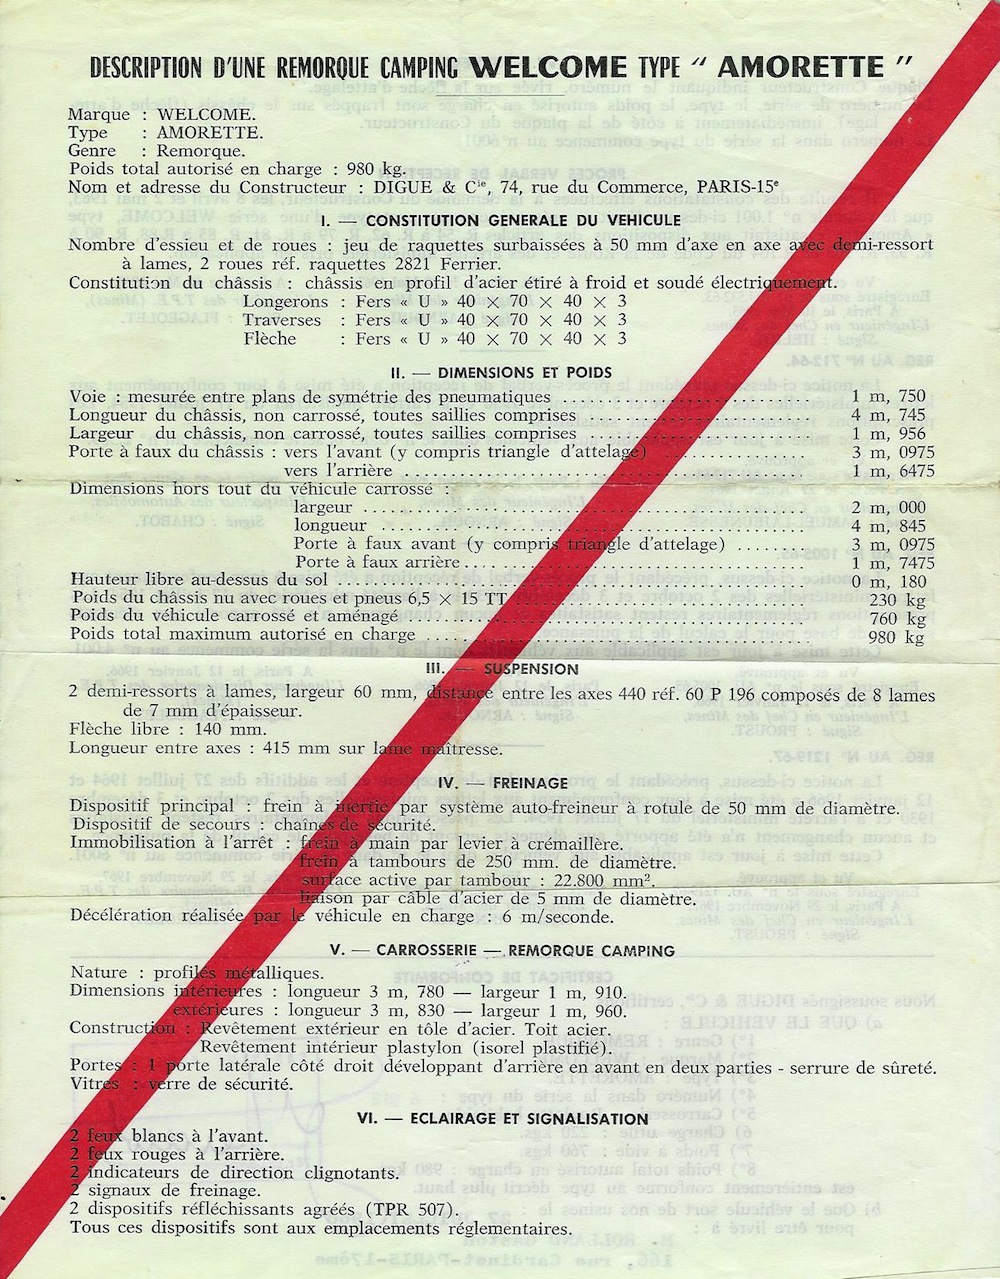 DESCRIPTION D'UNE REMORQUE CAMPING WELCOME TYPE “ AMORETTE ”
Marque : WELCOME.
Type : AMORETTE.
Genre : Remorque.
Poids total autorisé en charge : 980 kg.
Nom et adresse du Constructeur : DIGUE & Cie, 74, rue du Commerce, PARIS-15e
I. — CONSTITUTION GENERALE DU VEHICULE
Nombre d'essieu et de roues : jeu de raquettes surbaissées à 50 mm d'axe en axe avec demi-ressort
à lames, 2 roues réf. raquettes 2821 Ferrier.
Constitution du châssis : châssis en profil d'acier étiré à froid et soudé électriquement.
Longerons : Fers « U » 40 × 70 × 40 × 3
Traverses : Fers « U » 40 × 70 × 40 × 3
Flèche : Fers « U » 40 × 70 × 40 × 3
II. — DIMENSIONS ET POIDS
Voie : mesurée entre plans de symétrie des pneumatiques ........ 1 m, 750
Longueur du châssis, non carrossé, toutes saillies comprises ........ 4 m, 745
Largeur du châssis, non carrossé, toutes saillies comprises ........ 1 m, 956
Porte à faux du châssis : vers l'avant (y compris triangle d'attelage) ........ 3 m, 0975
vers l'arrière ........ 1 m, 6475
Dimensions hors tout du véhicule carrossé :
largeur ........ 2 m, 000
longueur ........ 4 m, 845
Porte à faux avant (y compris triangle d'attelage) ........ 3 m, 0975
Porte à faux arrière ........ 1 m, 7475
Hauteur libre au-dessus du sol ........ 0 m, 180
Poids du châssis nu avec roues et pneus 6,5 × 15 TT ........ 230 kg
Poids du véhicule carrossé et aménagé ........ 760 kg
Poids total maximum autorisé en charge ........ 980 kg
III. — SUSPENSION
2 demi-ressorts à lames, largeur 60 mm, distance entre les axes 440 réf. 60 P 196 composés de 8 lames
de 7 mm d'épaisseur.
Flèche libre : 140 mm.
Longueur entre axes : 415 mm sur lame maîtresse.
IV. — FREINAGE
Dispositif principal : frein à inertie par système auto-freineur à rotule de 50 mm de diamètre.
Dispositif de secours : chaînes de sécurité.
Immobilisation à l'arrêt : frein à main par levier à crémaillère.
frein à tambours de 250 mm. de diamètre.
surface active par tambour : 22.800 mm².
liaison par câble d'acier de 5 mm de diamètre.
Décélération réalisée par le véhicule en charge : 6 m/seconde.
V. — CARROSSERIE — REMORQUE CAMPING
Nature : profilés métalliques.
Dimensions intérieures : longueur 3 m, 780 — largeur 1 m, 910.
extérieures : longueur 3 m, 830 — largeur 1 m, 960.
Construction : Revêtement extérieur en tôle d'acier. Toit acier.
Revêtement intérieur plastylon (isorel plastifié).
Portes : 1 porte latérale côté droit développant d'arrière en avant en deux parties - serrure de sûreté.
Vitres : verre de sécurité.
VI. — ECLAIRAGE ET SIGNALISATION
2 feux blancs à l'avant.
2 feux rouges à l'arrière.
2 indicateurs de direction clignotants.
2 signaux de freinage.
2 dispositifs réfléchissants agréés (TPR 507).
Tous ces dispositifs sont aux emplacements réglementaires.